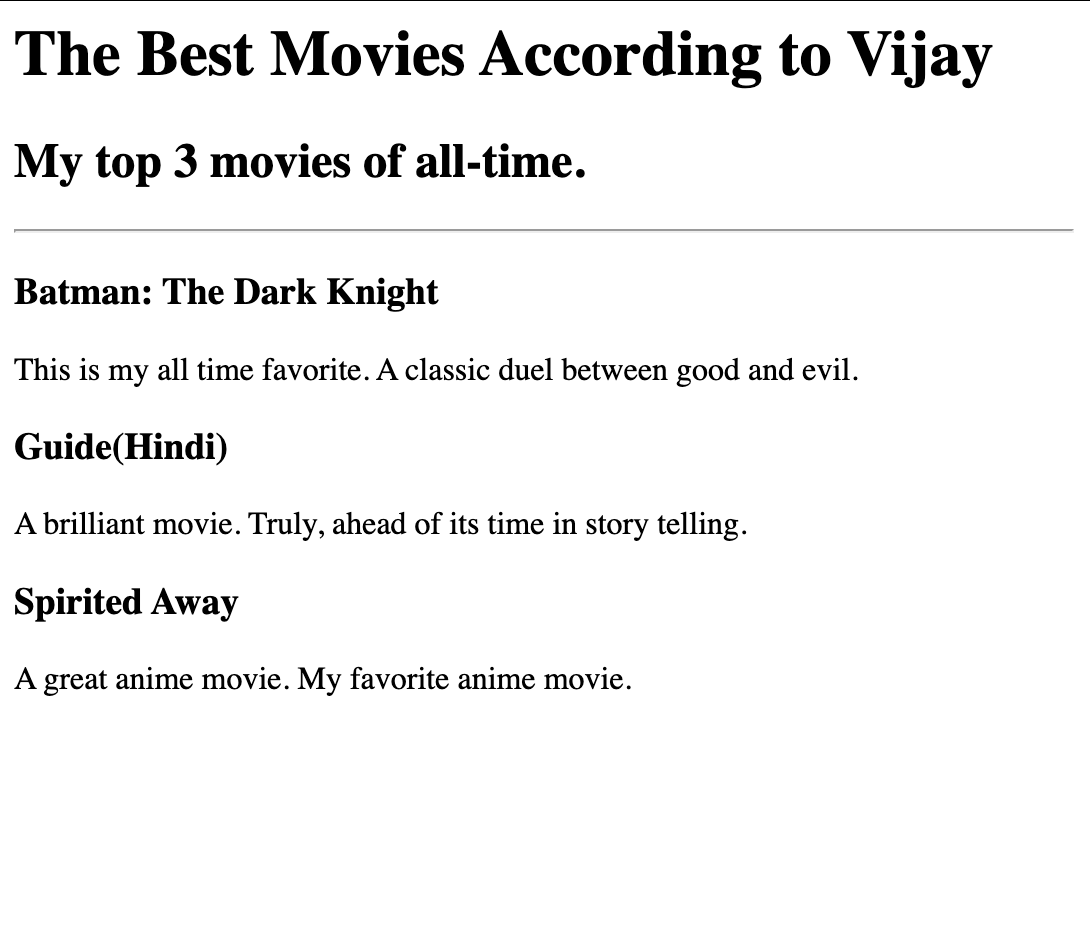 The Best Movies According to Vijay
My top 3 movies of all-time.
Batman: The Dark Knight
This is my all time favorite. A classic duel between good and evil.
Guide(Hindi)
A brilliant movie. Truly, ahead of its time in story telling.
Spirited Away
A great anime movie. My favorite anime movie.